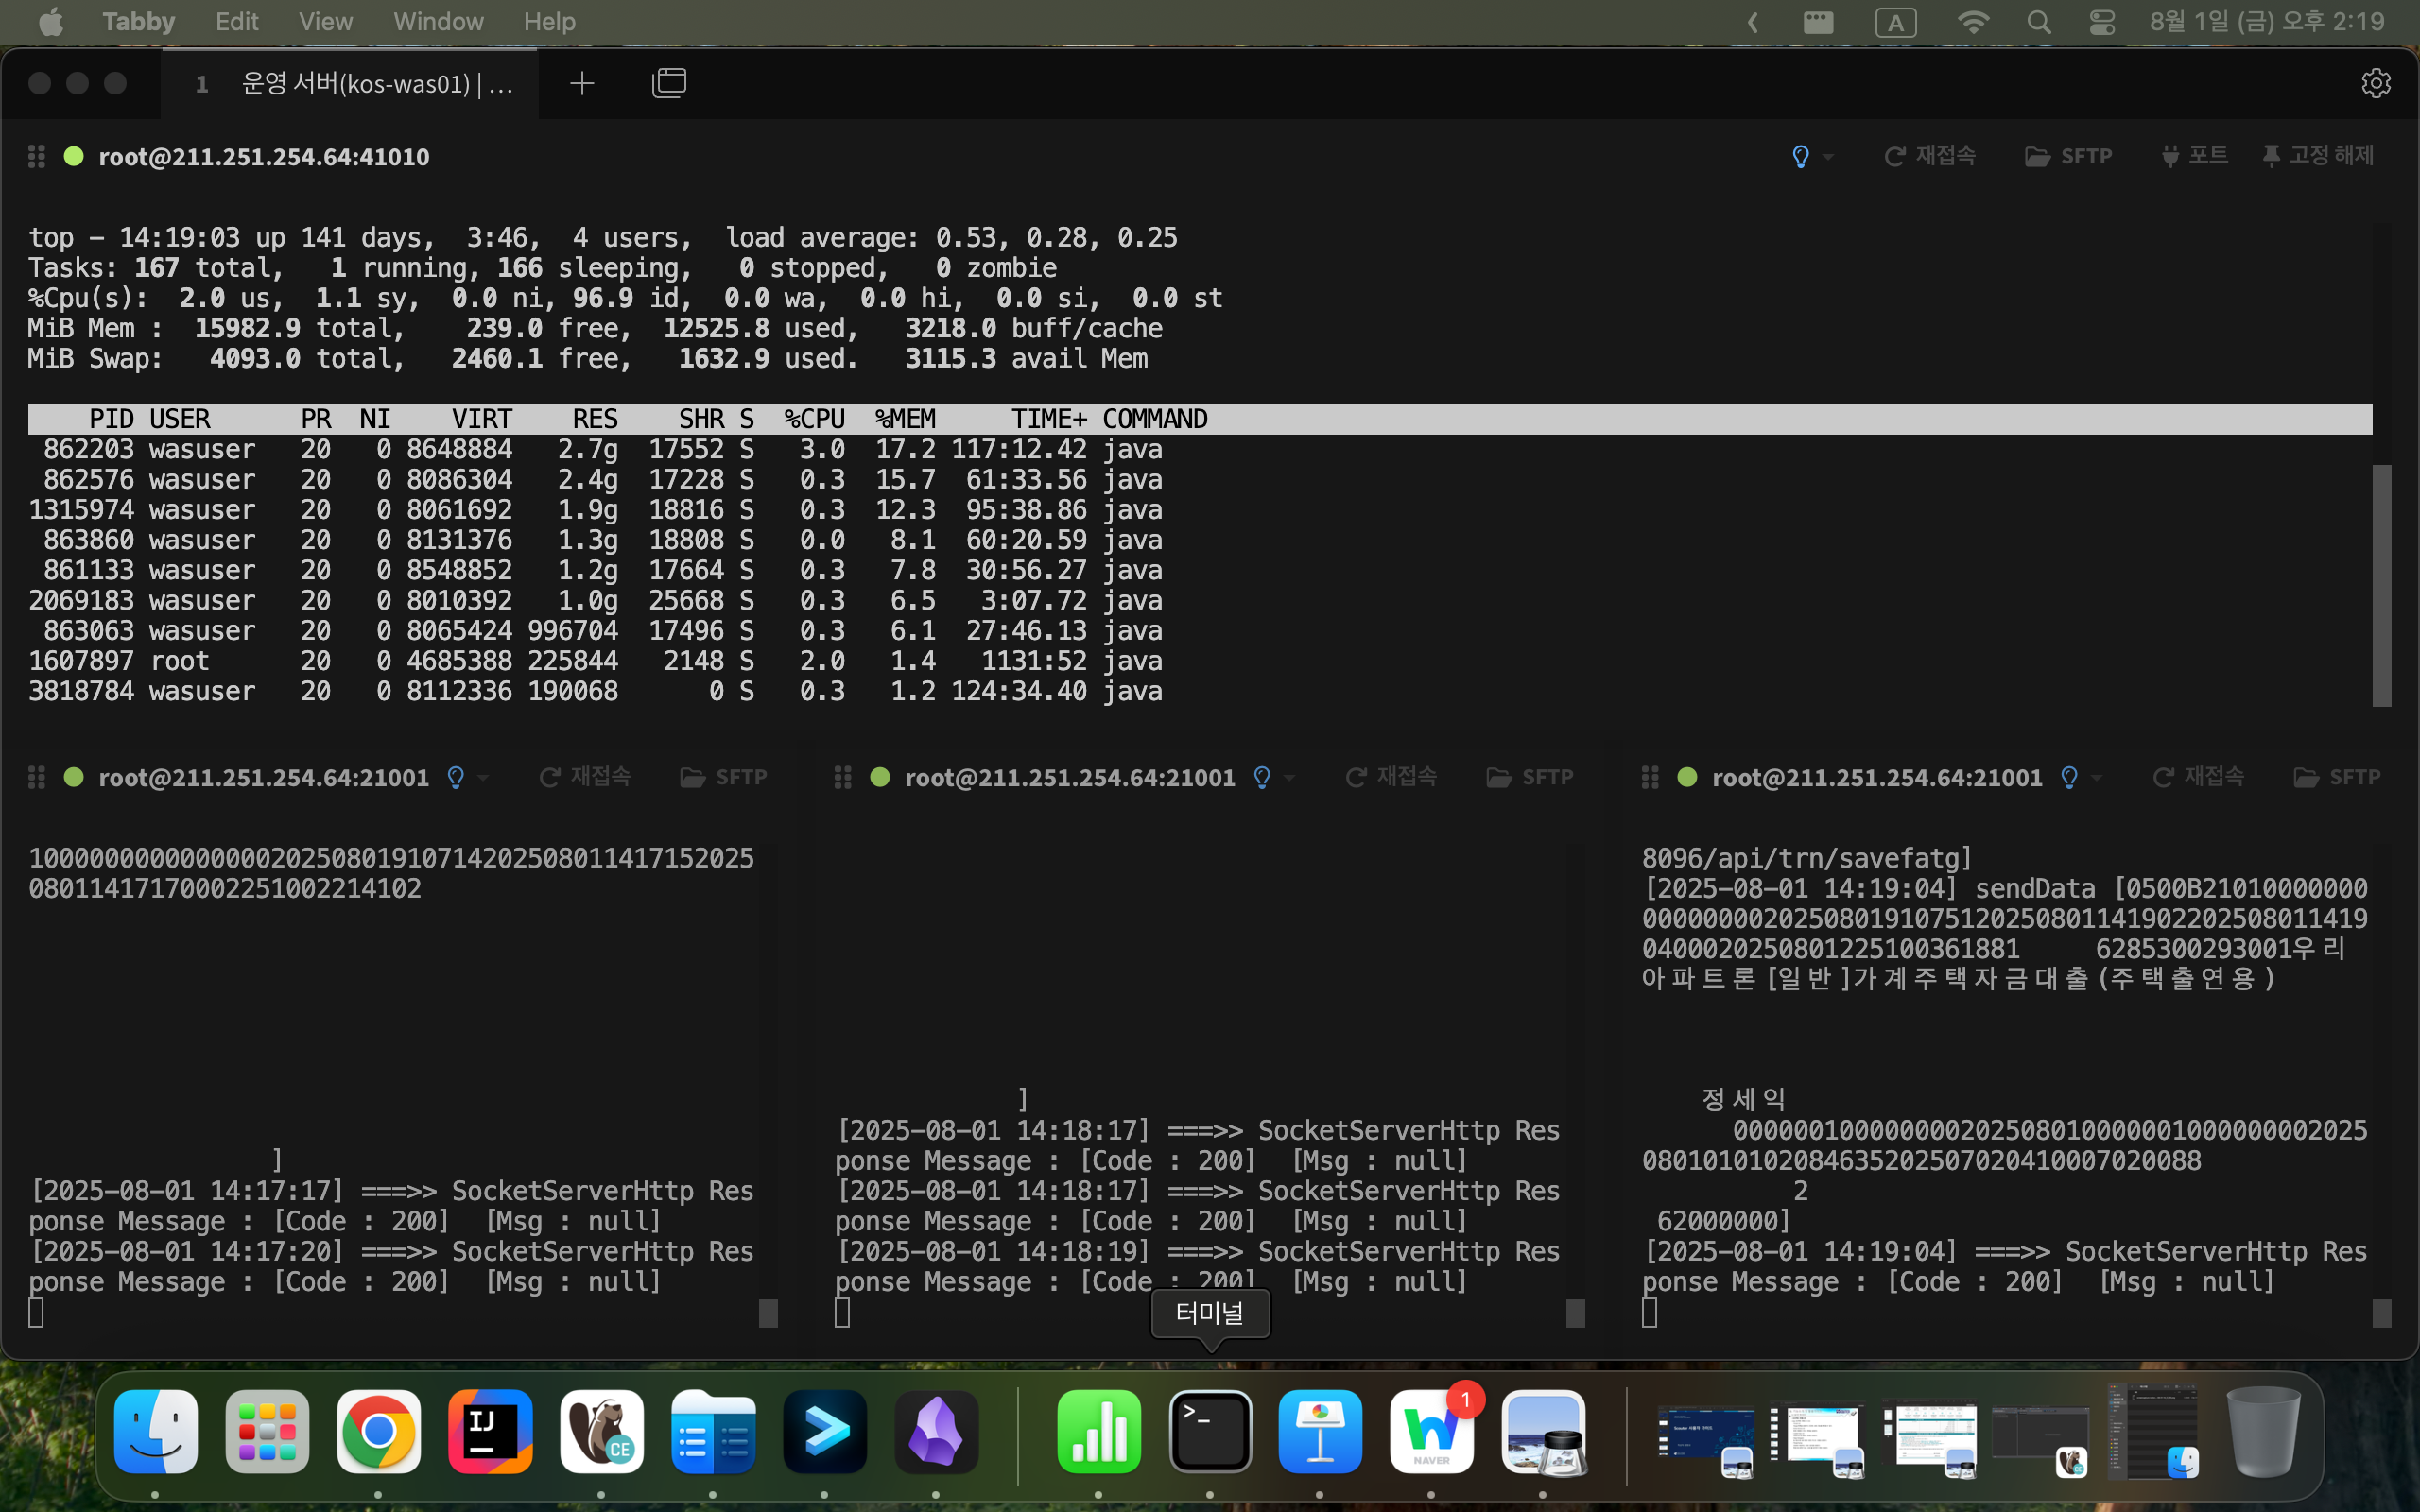 Tabby Edit View Window Help
A 8월 1일 (금) 오후 2:19
1 운영 서버(kos-was01) | ...
root@211.251.254.64:41010 재접속 SFTP 포트 고정 해제
top - 14:19:03 up 141 days, 3:46, 4 users, load average: 0.53, 0.28, 0.25
Tasks: 167 total, 1 running, 166 sleeping, 0 stopped, 0 zombie
%Cpu(s): 2.0 us, 1.1 sy, 0.0 ni, 96.9 id, 0.0 wa, 0.0 hi, 0.0 si, 0.0 st
MiB Mem : 15982.9 total, 239.0 free, 12525.8 used, 3218.0 buff/cache
MiB Swap: 4093.0 total, 2460.1 free, 1632.9 used. 3115.3 avail Mem
PID USER PR NI VIRT RES SHR S %CPU %MEM TIME+ COMMAND
862203 wasuser 20 0 8648884 2.7g 17552 S 3.0 17.2 117:12.42 java
862576 wasuser 20 0 8086304 2.4g 17228 S 0.3 15.7 61:33.56 java
1315974 wasuser 20 0 8061692 1.9g 18816 S 0.3 12.3 95:38.86 java
863860 wasuser 20 0 8131376 1.3g 18808 S 0.0 8.1 60:20.59 java
861133 wasuser 20 0 8548852 1.2g 17664 S 0.3 7.8 30:56.27 java
2069183 wasuser 20 0 8010392 1.0g 25668 S 0.3 6.5 3:07.72 java
863063 wasuser 20 0 8065424 996704 17496 S 0.3 6.1 27:46.13 java
1607897 root 20 0 4685388 225844 2148 S 2.0 1.4 1131:52 java
3818784 wasuser 20 0 8112336 190068 0 S 0.3 1.2 124:34.40 java
root@211.251.254.64:21001 재접속 SFTP
1000000000000000020250801910714202508011417152025
08011417170002251002214102
]
[2025-08-01 14:17:17] ===>> SocketServerHttp Res
ponse Message : [Code : 200] [Msg : null]
[2025-08-01 14:17:20] ===>> SocketServerHttp Res
ponse Message : [Code : 200] [Msg : null]
root@211.251.254.64:21001 재접속 SFTP
]
[2025-08-01 14:18:17] ===>> SocketServerHttp Res
ponse Message : [Code : 200] [Msg : null]
[2025-08-01 14:18:17] ===>> SocketServerHttp Res
ponse Message : [Code : 200] [Msg : null]
[2025-08-01 14:18:19] ===>> SocketServerHttp Res
ponse Message : [Code : 200] [Msg : null]
root@211.251.254.64:21001 재접속 SFTP
8096/api/trn/savefatg]
[2025-08-01 14:19:04] sendData [0500B21010000000
000000002025080191075120250801141902202508011419
0400020250801225100361881 6285300293001우리
아파트론 [일반]가계주택자금대출(주택출연용)
정세익
000000100000000202508010000001000000002025
0801010102084635202507020410007020088
2
62000000]
[2025-08-01 14:19:04] ===>> SocketServerHttp Res
ponse Message : [Code : 200] [Msg : null]
터미널
IJ
CE
>_
NAVER
1